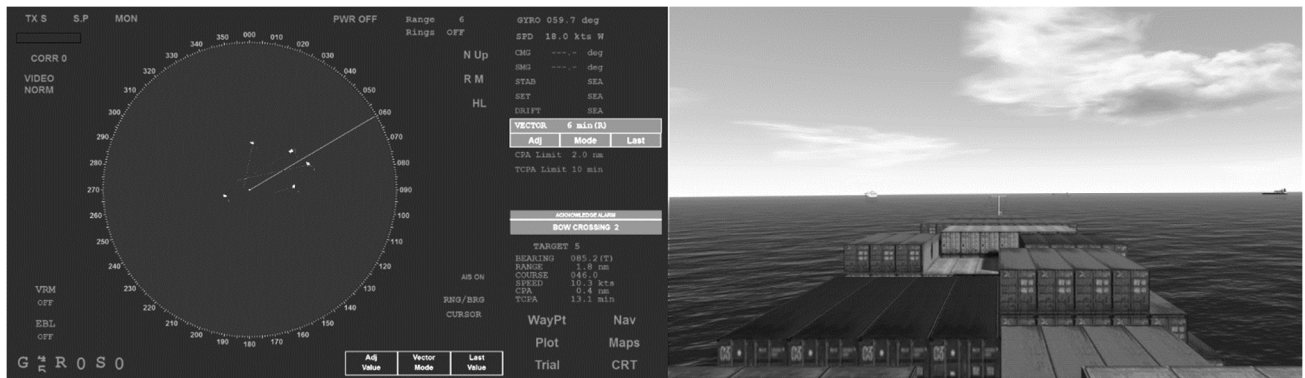 TX S S.P MON PWR OFF
CORR 0
VIDEO
NORM
Range 6
Rings OFF
N Up
R M
HL
350 000 010
340 020
330 030
320 040
310 050
300 060
290 070
280 080
270 090
260 100
250 110
240 120
230 130
220 140
210 150
200 160
190 180 170
VRM
OFF
EBL
OFF
G R 0 S 0
AIS ON
RNG/BRG
CURSOR
Adj Value
Vector Mode
Last Value
GYRO 059.7 deg
SPD 18.0 kts W
CMG ---.- deg
SMG ---.- deg
STAB SEA
SET SEA
DRIFT SEA
VECTOR 6 min(R)
Adj Mode Last
CPA Limit 2.0 nm
TCPA Limit 10 min
ACKNOWLEDGE ALARM
BOW CROSSING 2
TARGET 5
BEARING 085.2(T)
RANGE 1.8 nm
COURSE 046.0
SPEED 10.3 kts
CPA 0.4 nm
TCPA 13.1 min
WayPt Nav
Plot Maps
Trial CRT